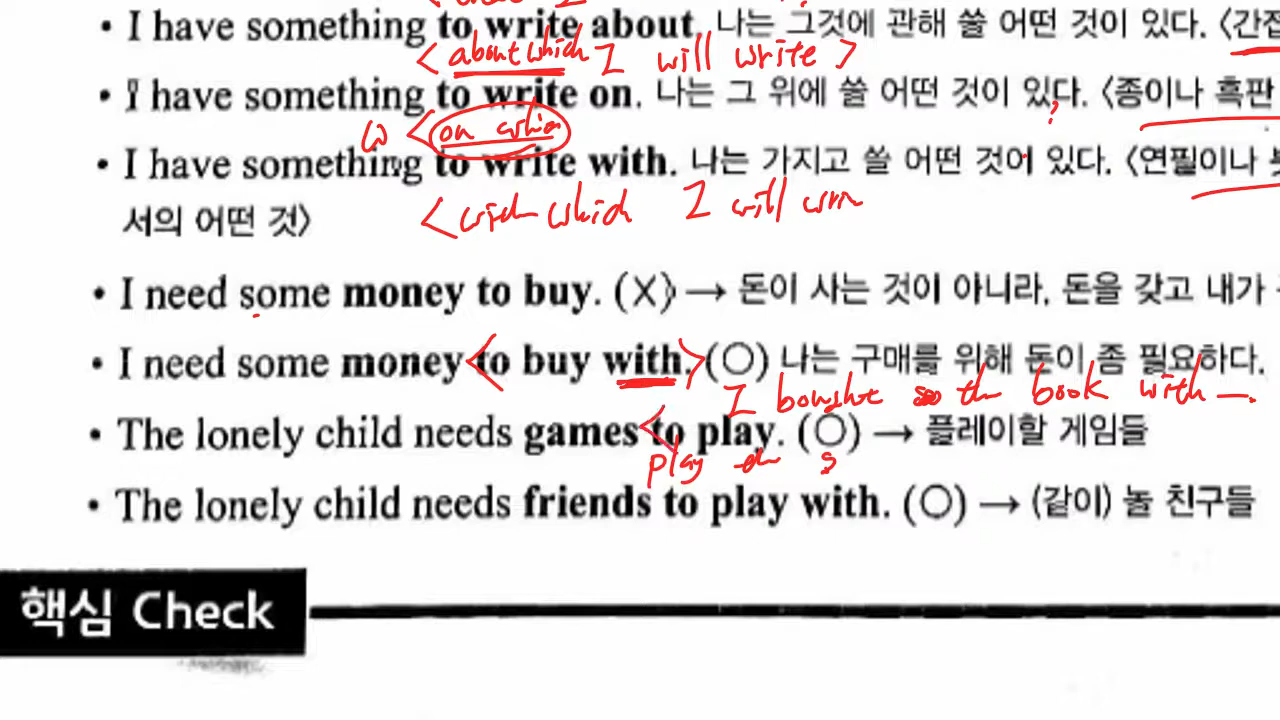 • I have something to write about. 나는 그것에 관해 쓸 어떤 것이 있다. 〈간접
< about which I will write >
• I have something to write on. 나는 그 위에 쓸 어떤 것이 있다. 〈종이나 흑판
< on which
• I have something to write with. 나는 가지고 쓸 어떤 것이 있다. 〈연필이나
< with which I will
서의 어떤 것〉
• I need some money to buy. (X) → 돈이 사는 것이 아니라, 돈을 갖고 내가
• I need some money < to buy with. > (○) 나는 구매를 위해 돈이 좀 필요하다.
I bought the book with
• The lonely child needs games < to play. (○) → 플레이할 게임들
play
• The lonely child needs friends to play with. (○) → (같이) 놀 친구들
핵심 Check